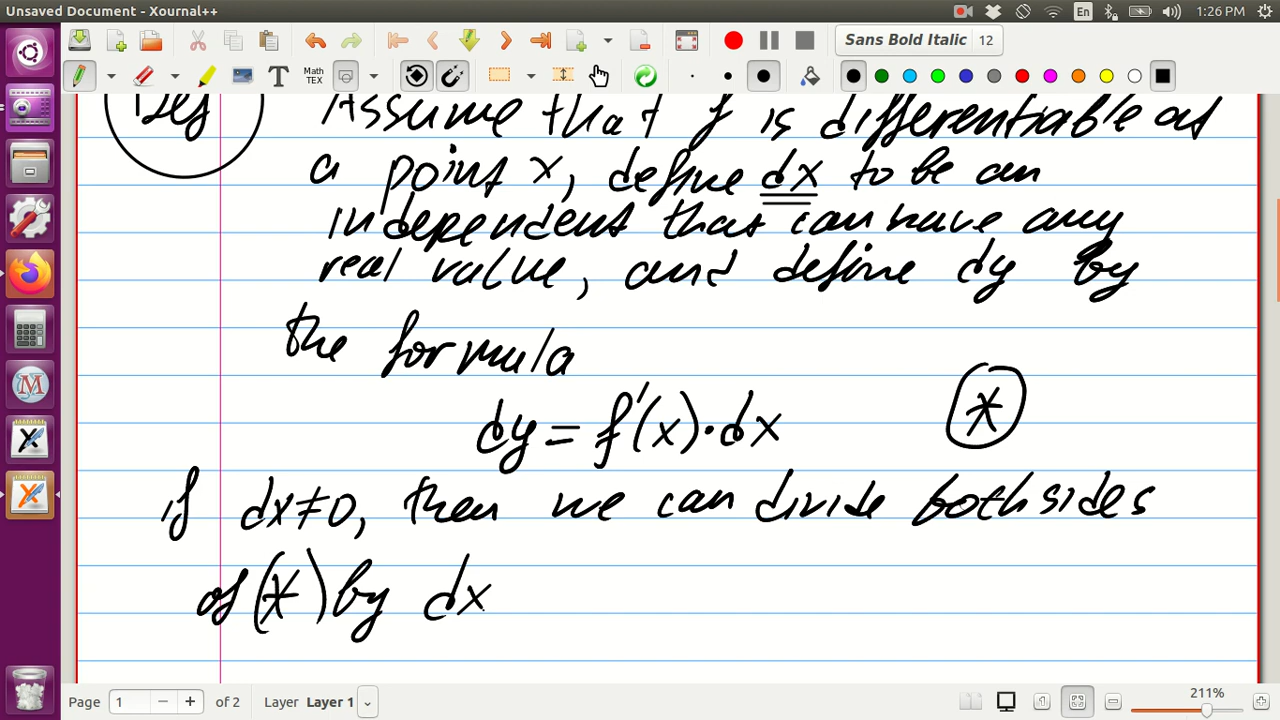 Unsaved Document - Xournal++
En
1:26 PM
Sans Bold Italic 12
Math TEX
Def
Assume that f is differentiable at
a point x, define dx to be an
independent that can have any
real value, and define dy by
the formula
dy = f'(x)·dx (*)
if dx≠0, then we can divide both sides
of (*) by dx
Page 1 of 2 Layer Layer 1
211%